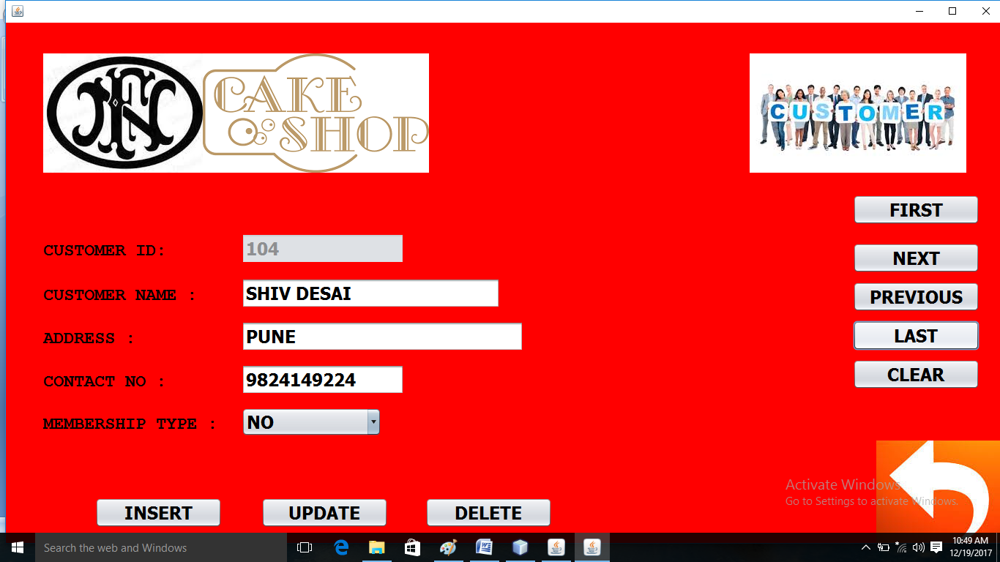 CAKE
SHOP
CUSTOMER
FIRST
CUSTOMER ID:
104
NEXT
CUSTOMER NAME :
SHIV DESAI
PREVIOUS
ADDRESS :
PUNE
LAST
CONTACT NO :
9824149224
CLEAR
MEMBERSHIP TYPE :
NO
Activate Windows
Go to Settings to activate Windows.
INSERT
UPDATE
DELETE
Search the web and Windows
10:49 AM
12/19/2017